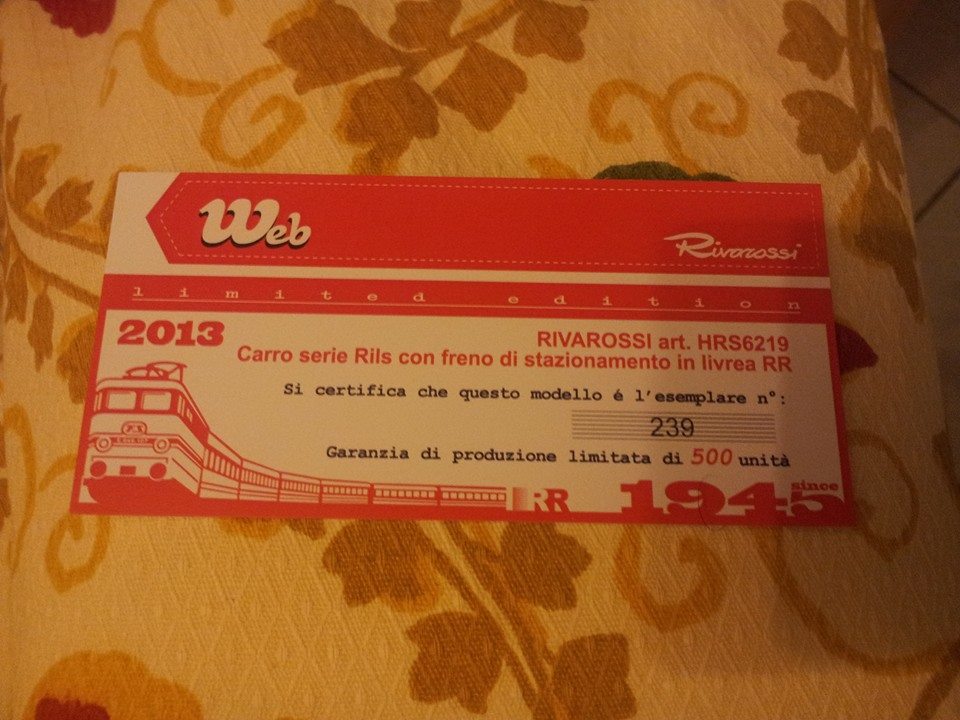 Web
Rivarossi
limited edition
2013
RIVAROSSI art. HRS6219
Carro serie Rils con freno di stazionamento in livrea RR
Si certifica che questo modello é l'esemplare n°:
239
Garanzia di produzione limitata di 500 unità
RR
since
1945